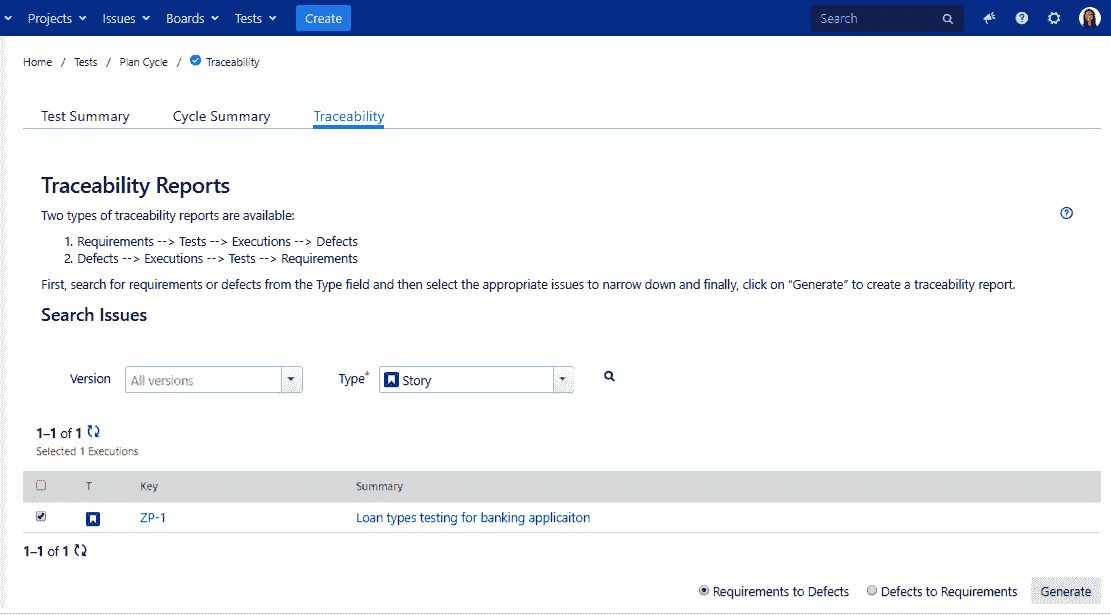 Projects Issues Boards Tests Create Search
Home / Tests / Plan Cycle / Traceability
Test Summary Cycle Summary Traceability
Traceability Reports
Two types of traceability reports are available:
1. Requirements --> Tests --> Executions --> Defects
2. Defects --> Executions --> Tests --> Requirements
First, search for requirements or defects from the Type field and then select the appropriate issues to narrow down and finally, click on “Generate” to create a traceability report.
Search Issues
Version All versions Type* Story
1–1 of 1
Selected 1 Executions
T Key Summary
ZP-1 Loan types testing for banking applicaiton
1–1 of 1
Requirements to Defects Defects to Requirements Generate